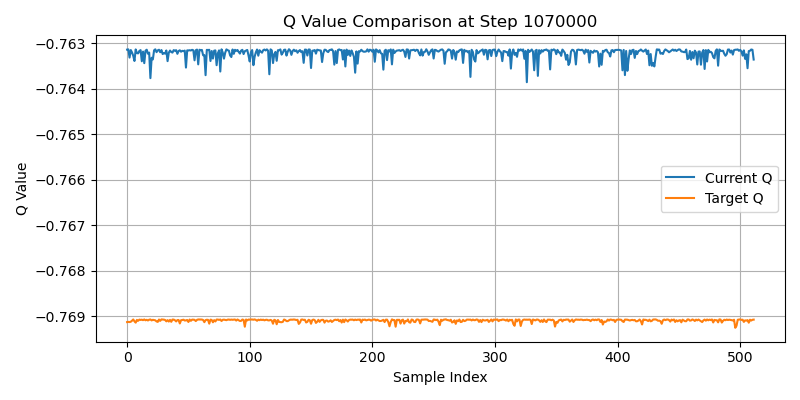 Q Value Comparison at Step 1070000
−0.763
−0.764
−0.765
−0.766
−0.767
−0.768
−0.769
Q Value
Current Q
Target Q
0 100 200 300 400 500
Sample Index